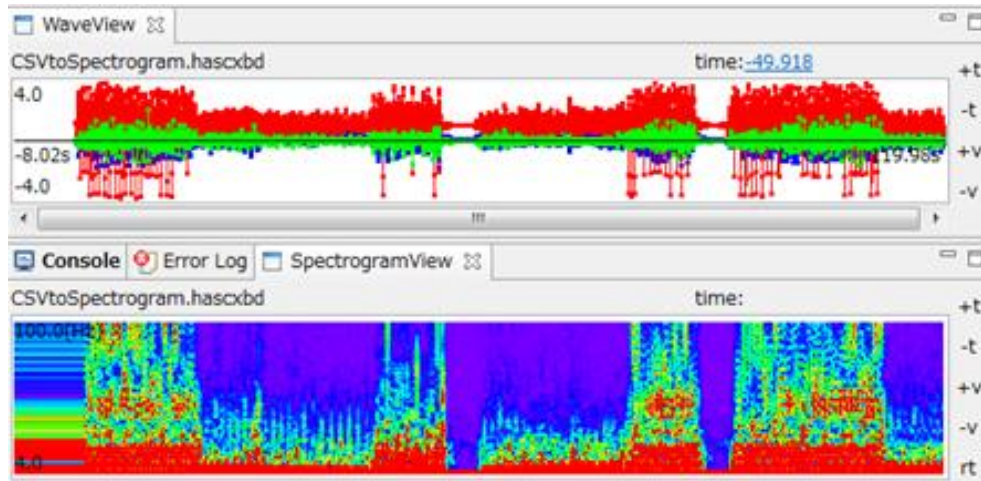 WaveView
CSVtoSpectrogram.hascxbd time:-49.918
+t
4.0
-t
-8.02s 119.98s
+v
-4.0
-v
Console Error Log SpectrogramView
CSVtoSpectrogram.hascxbd time:
+t
100.0(Hz)
-t
+v
-v
4.0
rt